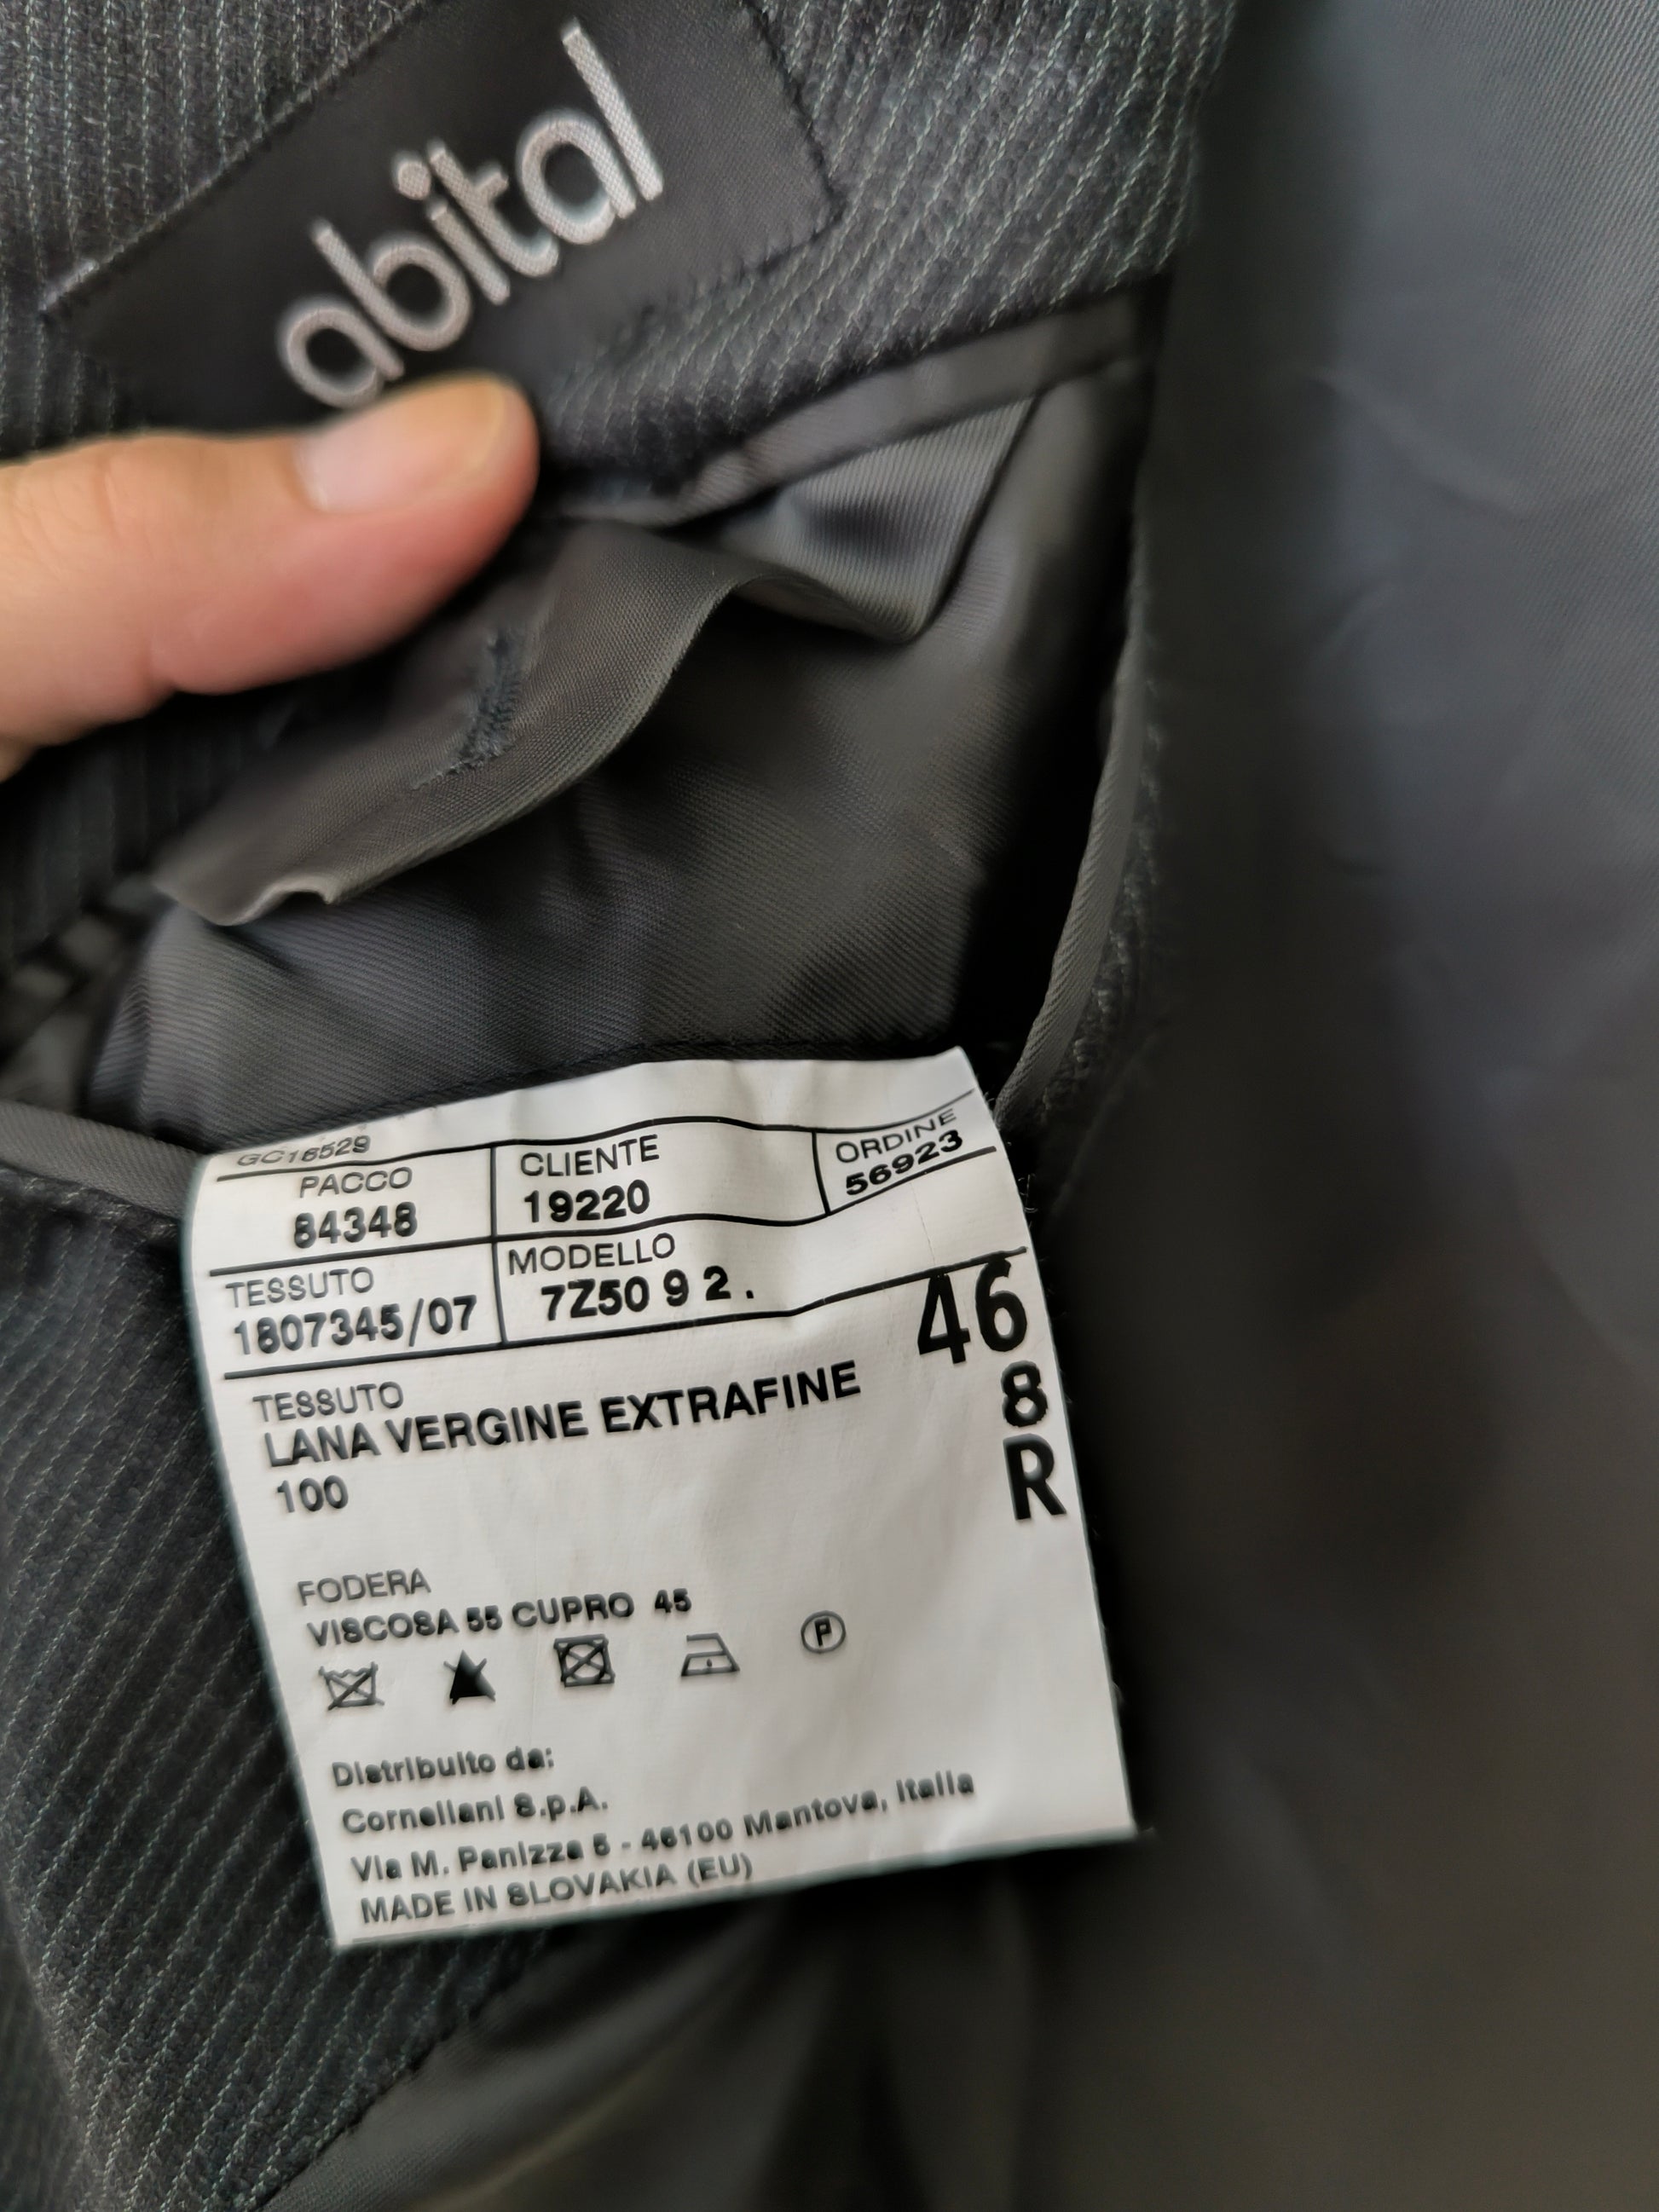 abital
GC16529
PACCO
84348
CLIENTE
19220
ORDINE
56923
TESSUTO
1807345/07
MODELLO
7Z50 9 2 .
46
8
R
TESSUTO
LANA VERGINE EXTRAFINE
100
FODERA
VISCOSA 55 CUPRO 45
P
Distribuito da:
Corneliani S.p.A.
Via M. Panizza 5 - 46100 Mantova, Italia
MADE IN SLOVAKIA (EU)